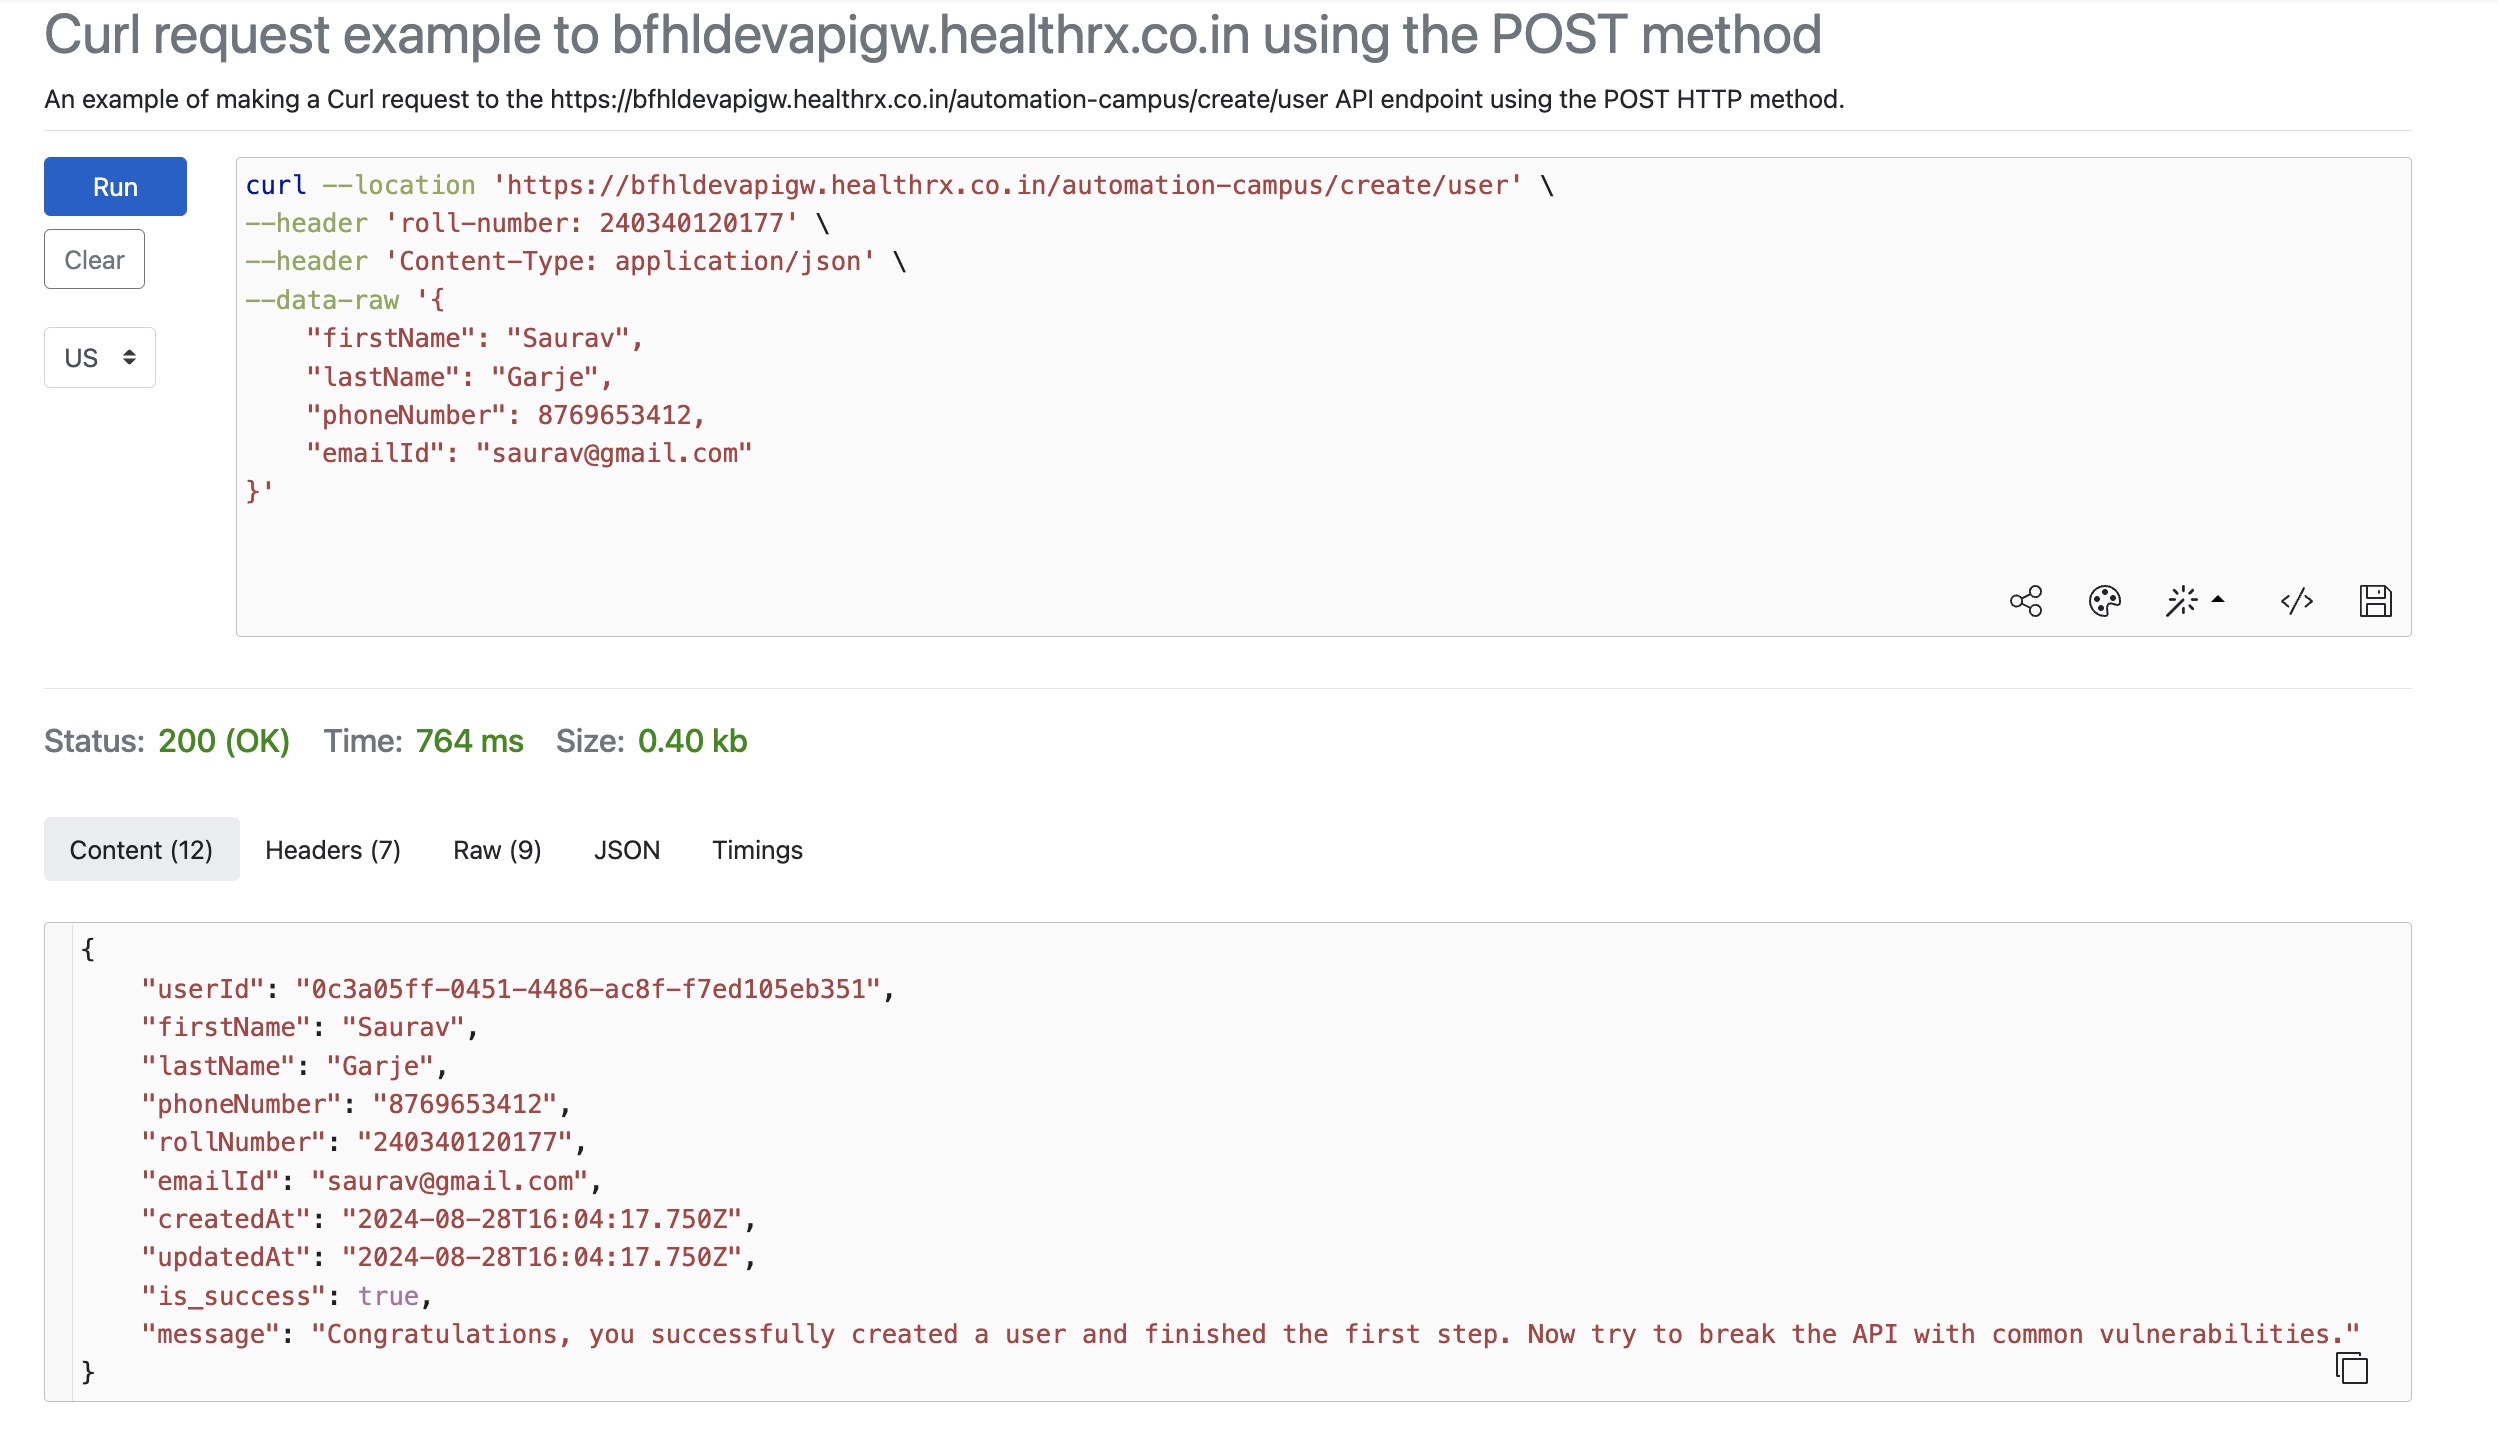 Curl request example to bfhldevapigw.healthrx.co.in using the POST method
An example of making a Curl request to the https://bfhldevapigw.healthrx.co.in/automation-campus/create/user API endpoint using the POST HTTP method.
Run
Clear
US
curl --location 'https://bfhldevapigw.healthrx.co.in/automation-campus/create/user' \
--header 'roll-number: 240340120177' \
--header 'Content-Type: application/json' \
--data-raw '{
    "firstName": "Saurav",
    "lastName": "Garje",
    "phoneNumber": 8769653412,
    "emailId": "saurav@gmail.com"
}'
Status: 200 (OK) Time: 764 ms Size: 0.40 kb
Content (12) Headers (7) Raw (9) JSON Timings
{
    "userId": "0c3a05ff-0451-4486-ac8f-f7ed105eb351",
    "firstName": "Saurav",
    "lastName": "Garje",
    "phoneNumber": "8769653412",
    "rollNumber": "240340120177",
    "emailId": "saurav@gmail.com",
    "createdAt": "2024-08-28T16:04:17.750Z",
    "updatedAt": "2024-08-28T16:04:17.750Z",
    "is_success": true,
    "message": "Congratulations, you successfully created a user and finished the first step. Now try to break the API with common vulnerabilities."
}